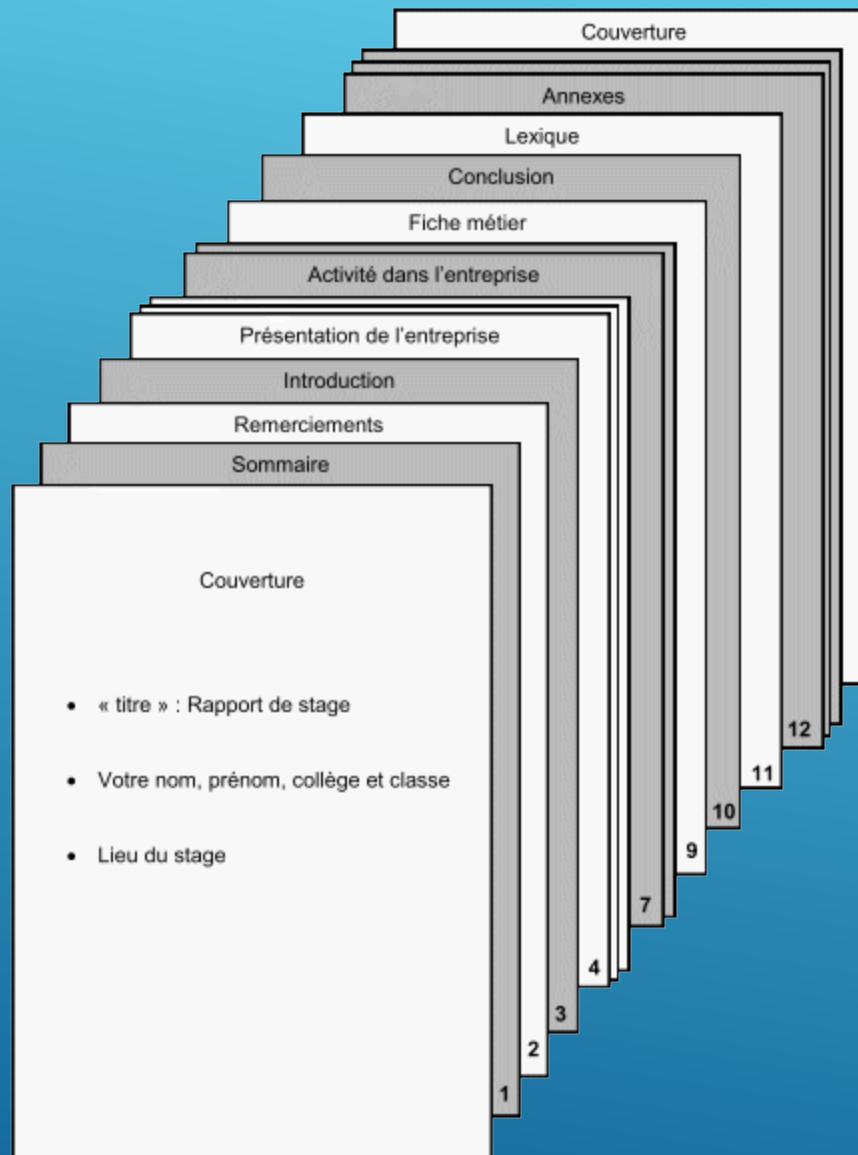 Couverture
Annexes
Lexique
Conclusion
Fiche métier
Activité dans l'entreprise
Présentation de l'entreprise
Introduction
Remerciements
Sommaire
Couverture
• « titre » : Rapport de stage
• Votre nom, prénom, collège et classe
• Lieu du stage
12
11
10
9
7
4
3
2
1